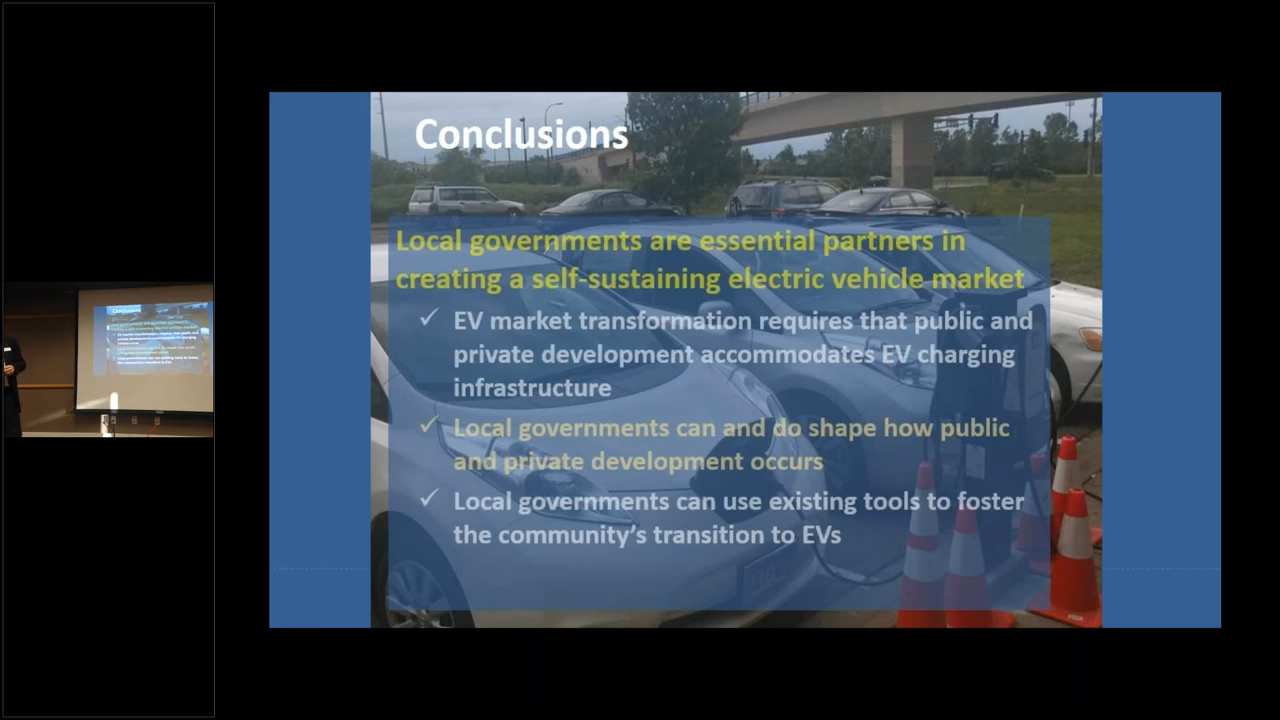 Conclusions
Local governments are essential partners in
creating a self-sustaining electric vehicle market
✓ EV market transformation requires that public and
private development accommodates EV charging
infrastructure
✓ Local governments can and do shape how public
and private development occurs
✓ Local governments can use existing tools to foster
the community's transition to EVs